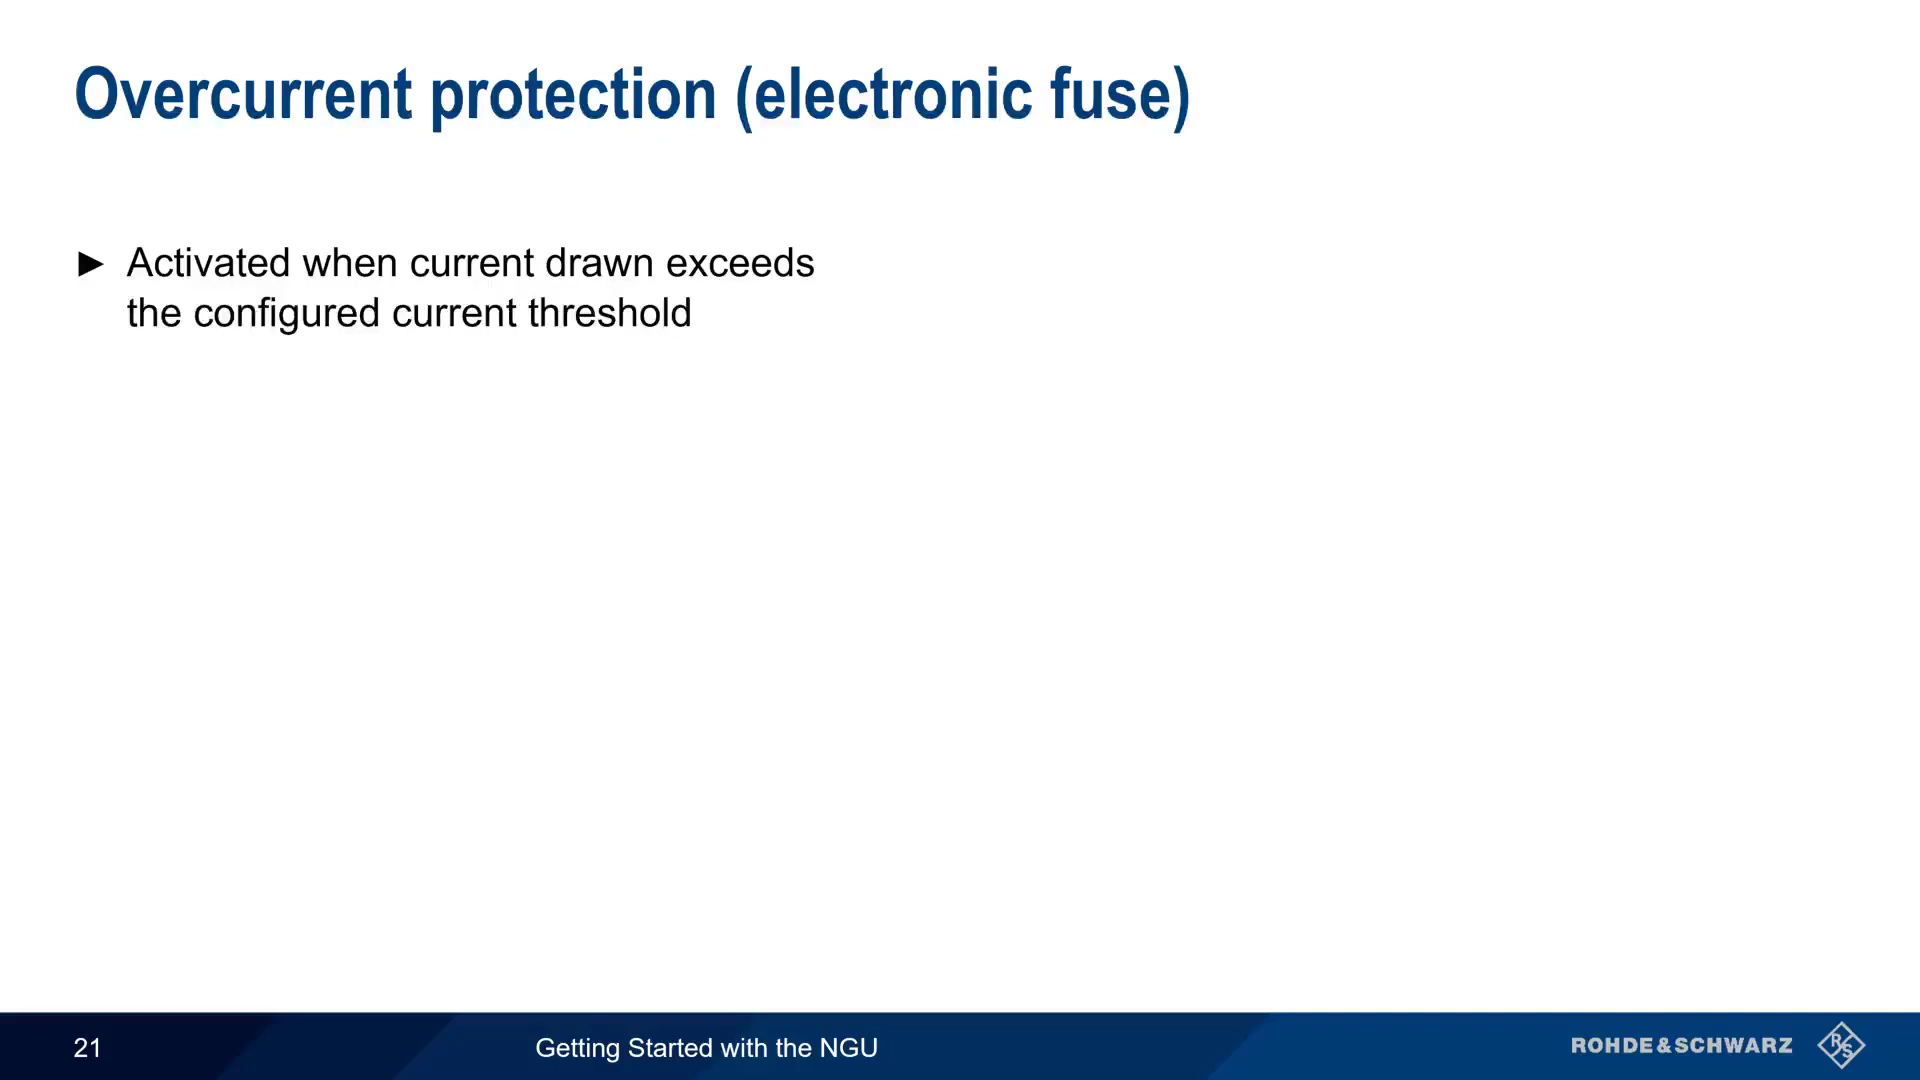 Overcurrent protection (electronic fuse)
► Activated when current drawn exceeds
the configured current threshold
21
Getting Started with the NGU
ROHDE&SCHWARZ
R&S